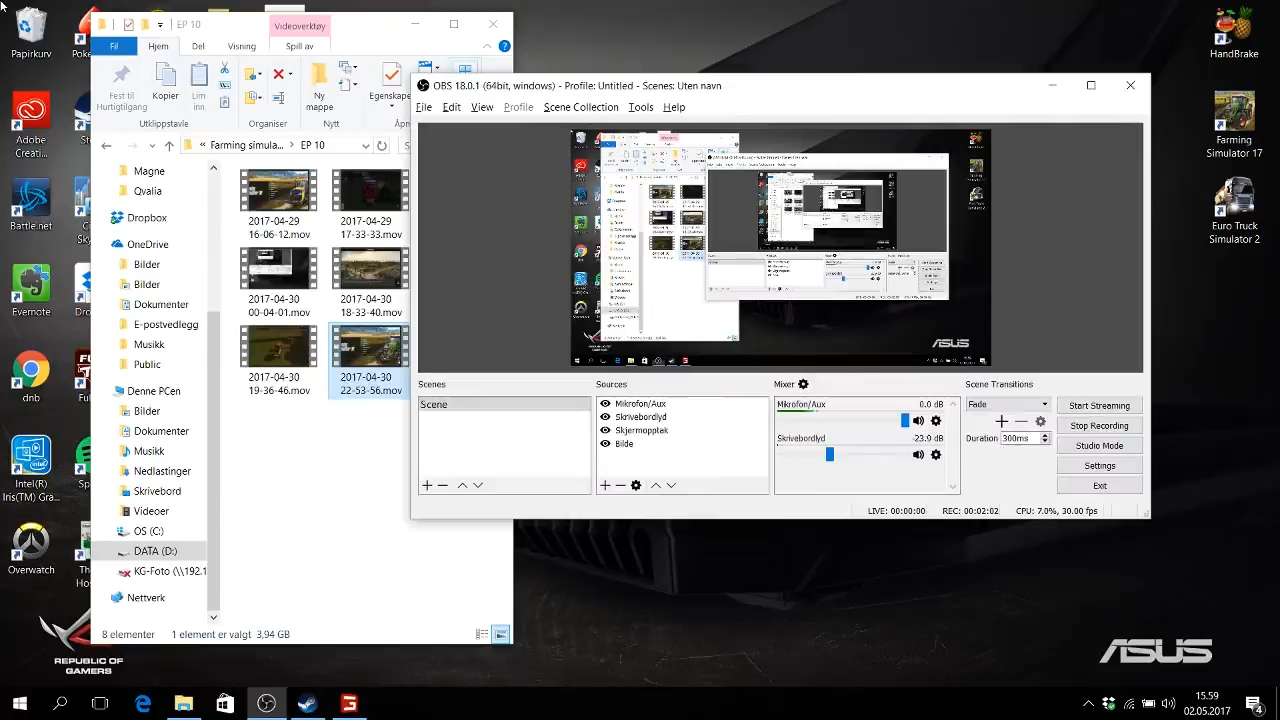 Papirkurv
Adobe
Battlenet
Evernote
dnb
Intel(R)
Iris(TM) Gra...
Overwatch
REPUBLIC OF
GAMERS
EP 10
Videoverktøy
Fil
Hjem
Del
Visning
Spill av
Fest til
Hurtigtilgang
Kopier
Lim
inn
Ny
mappe
Egenskape
Utklippstavle
Organiser
Nytt
« Farming simula...
EP 10
Magne
Qvalia
Dropbox
OneDrive
Bilder
Bilder
Dokumenter
E-postvedlegg
Musikk
Public
Denne PCen
Bilder
Dokumenter
Musikk
Nedlastinger
Skrivebord
Videoer
OS (C:)
DATA (D:)
KG-Foto (\\192.1
Nettverk
2017-04-29
16-06-12.mov
2017-04-29
17-33-33.mov
2017-04-30
00-04-01.mov
2017-04-30
18-33-40.mov
2017-04-30
19-36-46.mov
2017-04-30
22-53-56.mov
8 elementer
1 element er valgt 3,94 GB
OBS 18.0.1 (64bit, windows) - Profile: Untitled - Scenes: Uten navn
File Edit View Profile Scene Collection Tools Help
ASUS
Scenes
Scene
Sources
Mikrofon/Aux
Skrivebordlyd
Skjermopptak
Bilde
Mixer
Mikrofon/Aux 0.0 dB
Skrivebordlyd -23.9 dB
Scene Transitions
Fade
Duration 300ms
Start Streaming
Stop Recording
Studio Mode
Settings
Exit
LIVE: 00:00:00
REC: 00:02:02
CPU: 7.0%, 30.00 fps
HandBrake
Farming
Simulator 17
Euro Truck
Simulator 2
ASUS
15.59
02.05.2017